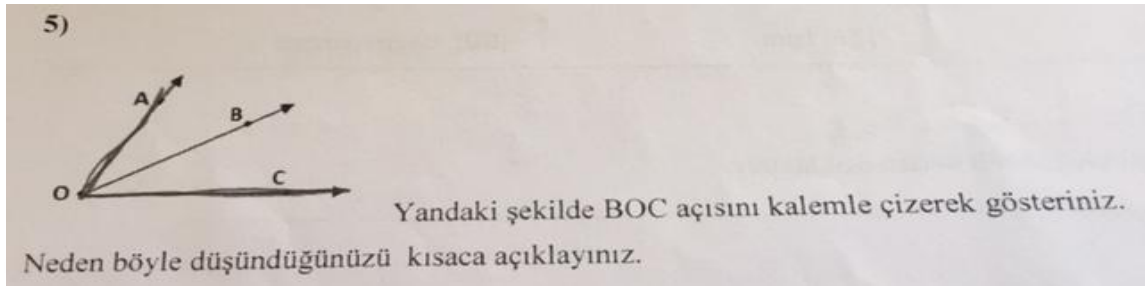 5)
A
B
C
O
Yandaki şekilde BOC açısını kalemle çizerek gösteriniz.
Neden böyle düşündüğünüzü kısaca açıklayınız.